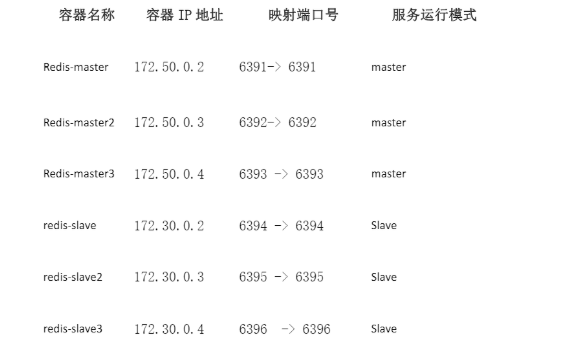 容器名称 容器 IP 地址 映射端口号 服务运行模式
Redis-master 172.50.0.2 6391-> 6391 master
Redis-master2 172.50.0.3 6392-> 6392 master
Redis-master3 172.50.0.4 6393 -> 6393 master
redis-slave 172.30.0.2 6394 -> 6394 Slave
redis-slave2 172.30.0.3 6395 -> 6395 Slave
redis-slave3 172.30.0.4 6396 -> 6396 Slave